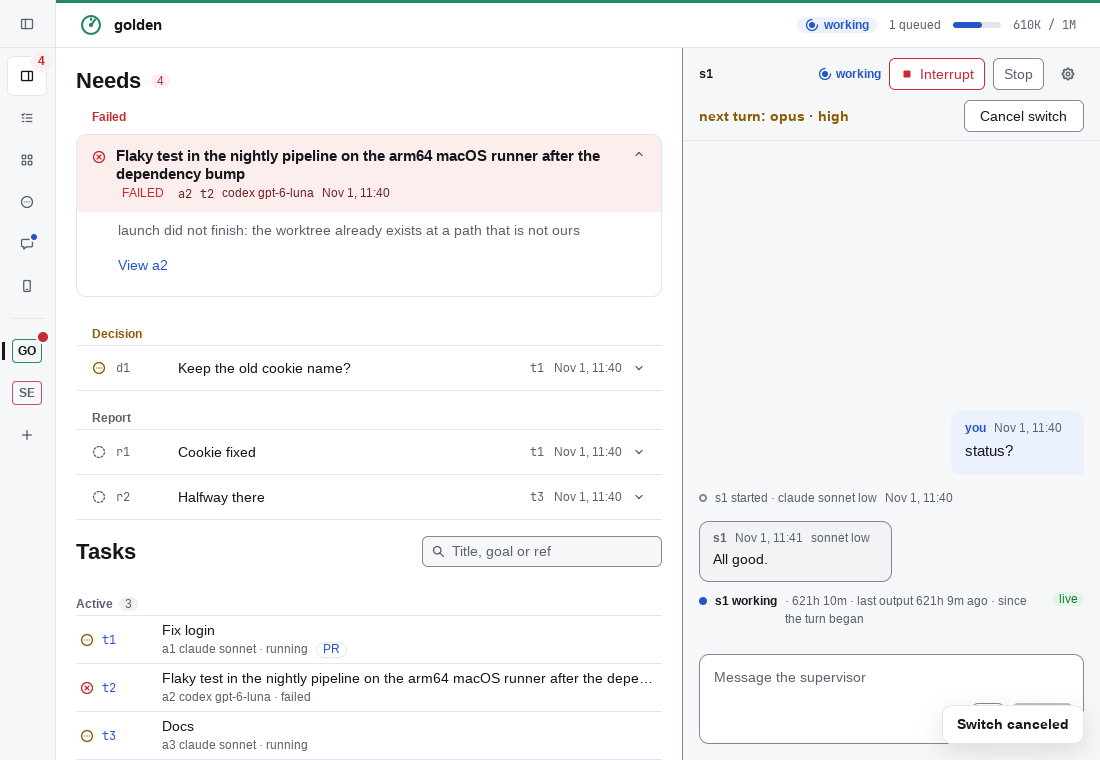 golden
working
1 queued
610K / 1M
4
GO
SE
Needs 4
Failed
Flaky test in the nightly pipeline on the arm64 macOS runner after the
dependency bump
FAILED a2 t2 codex gpt-6-luna Nov 1, 11:40
launch did not finish: the worktree already exists at a path that is not ours
View a2
Decision
d1 Keep the old cookie name? t1 Nov 1, 11:40
Report
r1 Cookie fixed t1 Nov 1, 11:40
r2 Halfway there t3 Nov 1, 11:40
Tasks
Title, goal or ref
Active 3
t1 Fix login
a1 claude sonnet · running PR
t2 Flaky test in the nightly pipeline on the arm64 macOS runner after the depe…
a2 codex gpt-6-luna · failed
t3 Docs
a3 claude sonnet · running
s1 working Interrupt Stop
next turn: opus · high Cancel switch
you Nov 1, 11:40
status?
s1 started · claude sonnet low Nov 1, 11:40
s1 Nov 1, 11:41 sonnet low
All good.
s1 working · 621h 10m · last output 621h 9m ago · since live
the turn began
Message the supervisor
Switch canceled